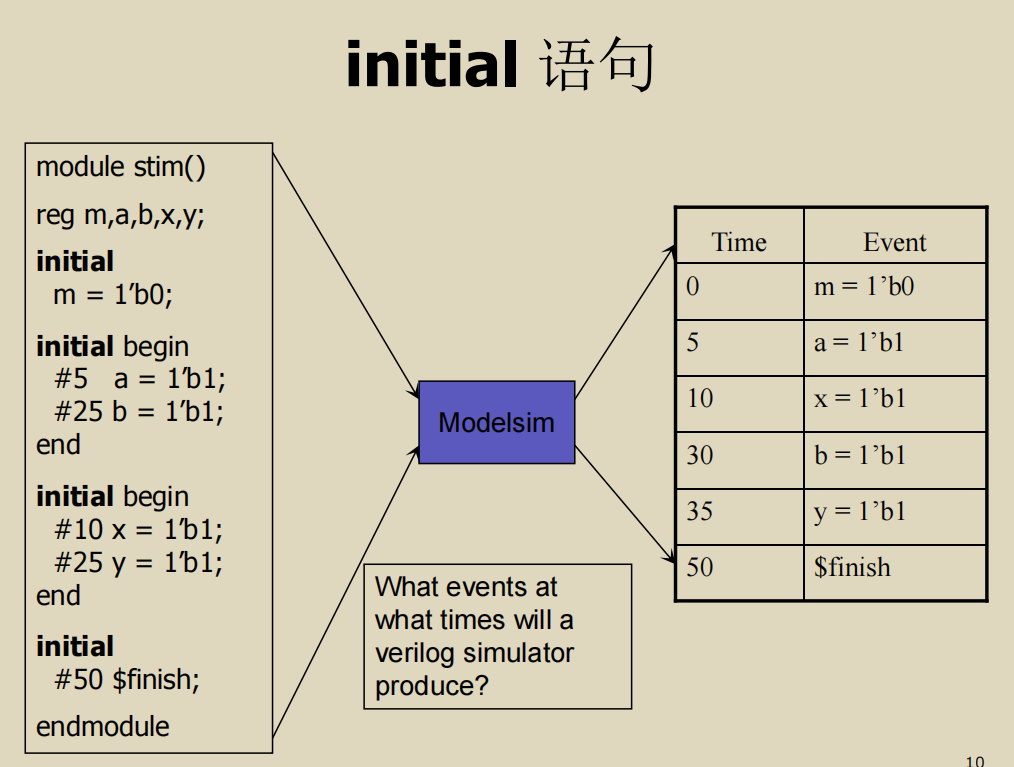 initial 语句
module stim()
reg m,a,b,x,y;
initial
m = 1’b0;
initial begin
#5 a = 1’b1;
#25 b = 1’b1;
end
initial begin
#10 x = 1’b1;
#25 y = 1’b1;
end
initial
#50 $finish;
endmodule
Modelsim
What events at
what times will a
verilog simulator
produce?
Time Event
0 m = 1’b0
5 a = 1’b1
10 x = 1’b1
30 b = 1’b1
35 y = 1’b1
50 $finish
10